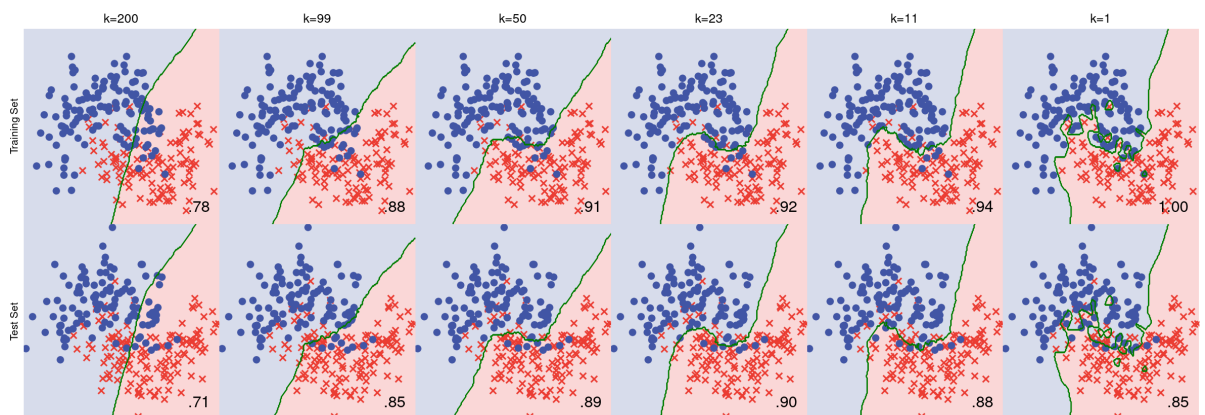 k=200 k=99 k=50 k=23 k=11 k=1
Training Set
.78 .88 .91 .92 .94 1.00
Test Set
.71 .85 .89 .90 .88 .85